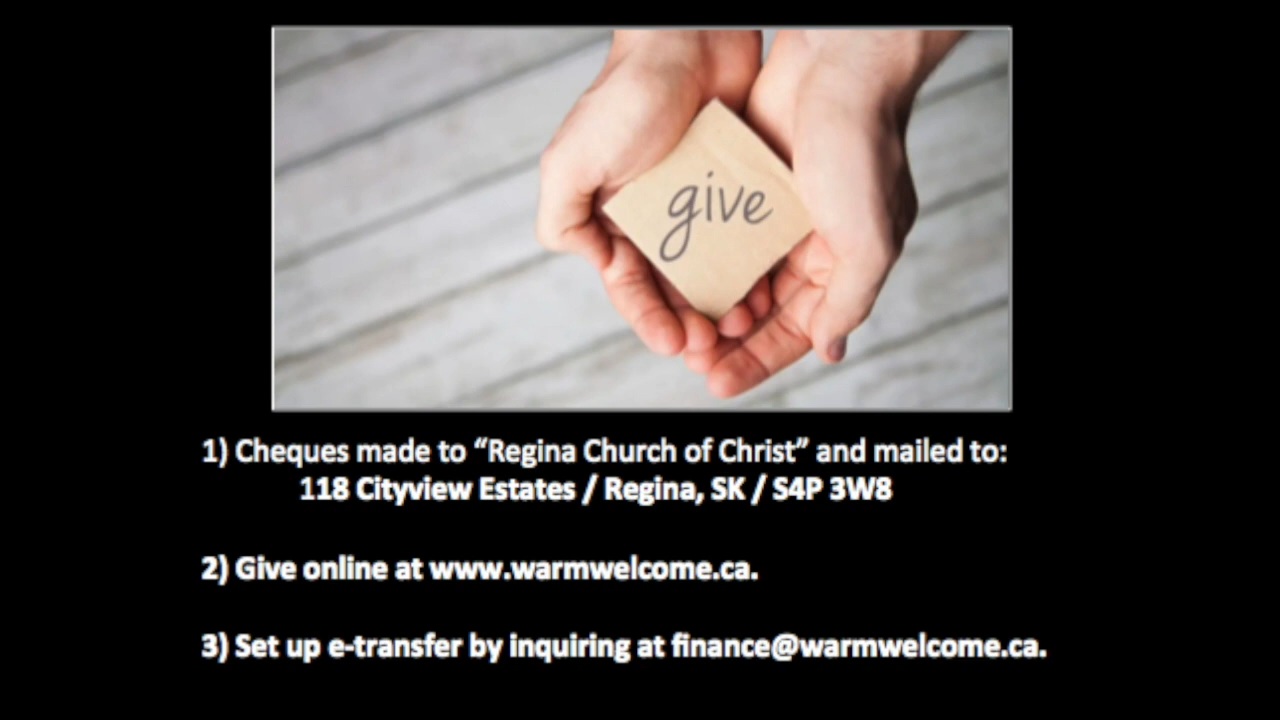 give
1) Cheques made to “Regina Church of Christ” and mailed to:
118 Cityview Estates / Regina, SK / S4P 3W8
2) Give online at www.warmwelcome.ca.
3) Set up e-transfer by inquiring at finance@warmwelcome.ca.